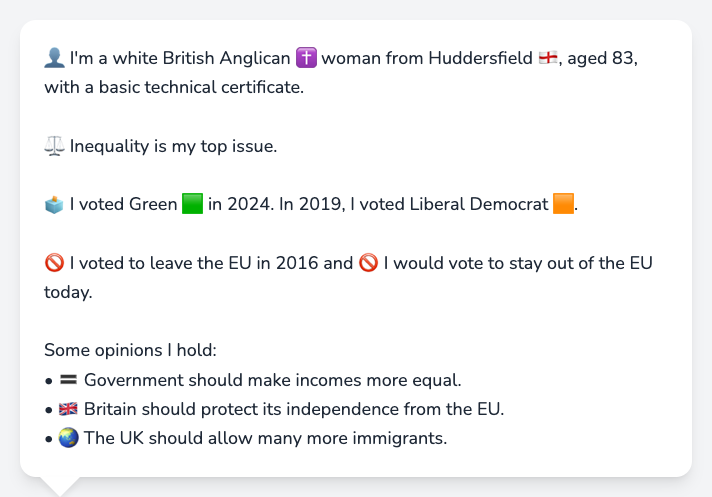 👤 I'm a white British Anglican ✝️ woman from Huddersfield 🏴󠁧󠁢󠁥󠁮󠁧󠁿, aged 83,
with a basic technical certificate.
⚖️ Inequality is my top issue.
🗳️ I voted Green 🟩 in 2024. In 2019, I voted Liberal Democrat 🟧.
🚫 I voted to leave the EU in 2016 and 🚫 I would vote to stay out of the EU
today.
Some opinions I hold:
• 🟰 Government should make incomes more equal.
• 🇬🇧 Britain should protect its independence from the EU.
• 🌏 The UK should allow many more immigrants.